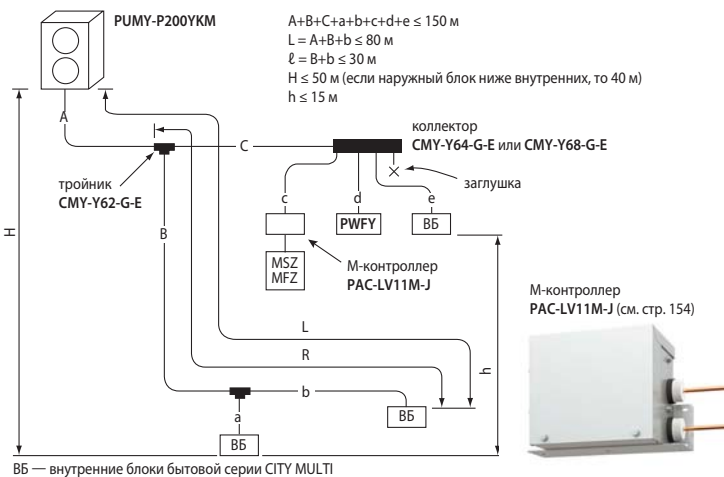 PUMY-P200YKM
A+B+C+a+b+c+d+e ≤ 150 м
L = A+B+b ≤ 80 м
ℓ = B+b ≤ 30 м
H ≤ 50 м (если наружный блок ниже внутренних, то 40 м)
h ≤ 15 м
A
C
коллектор
CMY-Y64-G-E или CMY-Y68-G-E
заглушка
тройник
CMY-Y62-G-E
c
d
e
H
B
PWFY
ВБ
MSZ
MFZ
М-контроллер
PAC-LV11M-J
М-контроллер
PAC-LV11M-J (см. стр. 154)
L
R
h
b
a
ВБ
ВБ
ВБ — внутренние блоки бытовой серии CITY MULTI